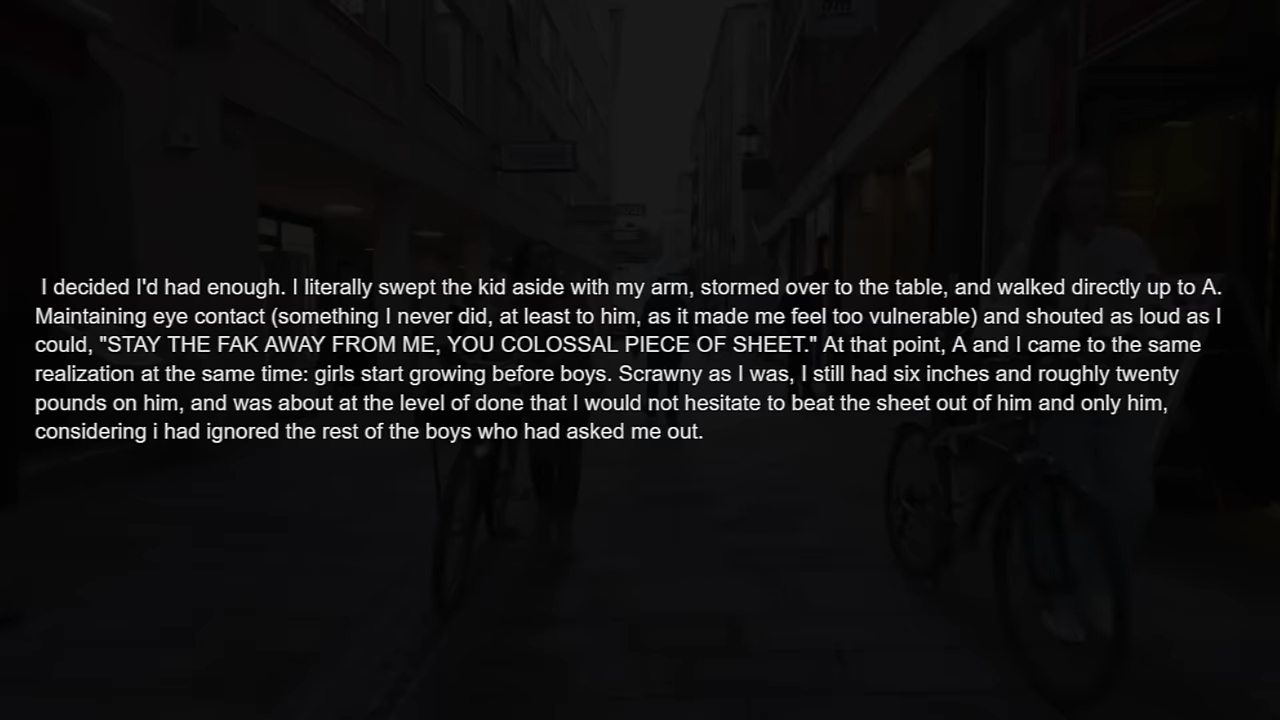 I decided I'd had enough. I literally swept the kid aside with my arm, stormed over to the table, and walked directly up to A.
Maintaining eye contact (something I never did, at least to him, as it made me feel too vulnerable) and shouted as loud as I
could, "STAY THE FAK AWAY FROM ME, YOU COLOSSAL PIECE OF SHEET." At that point, A and I came to the same
realization at the same time: girls start growing before boys. Scrawny as I was, I still had six inches and roughly twenty
pounds on him, and was about at the level of done that I would not hesitate to beat the sheet out of him and only him,
considering i had ignored the rest of the boys who had asked me out.